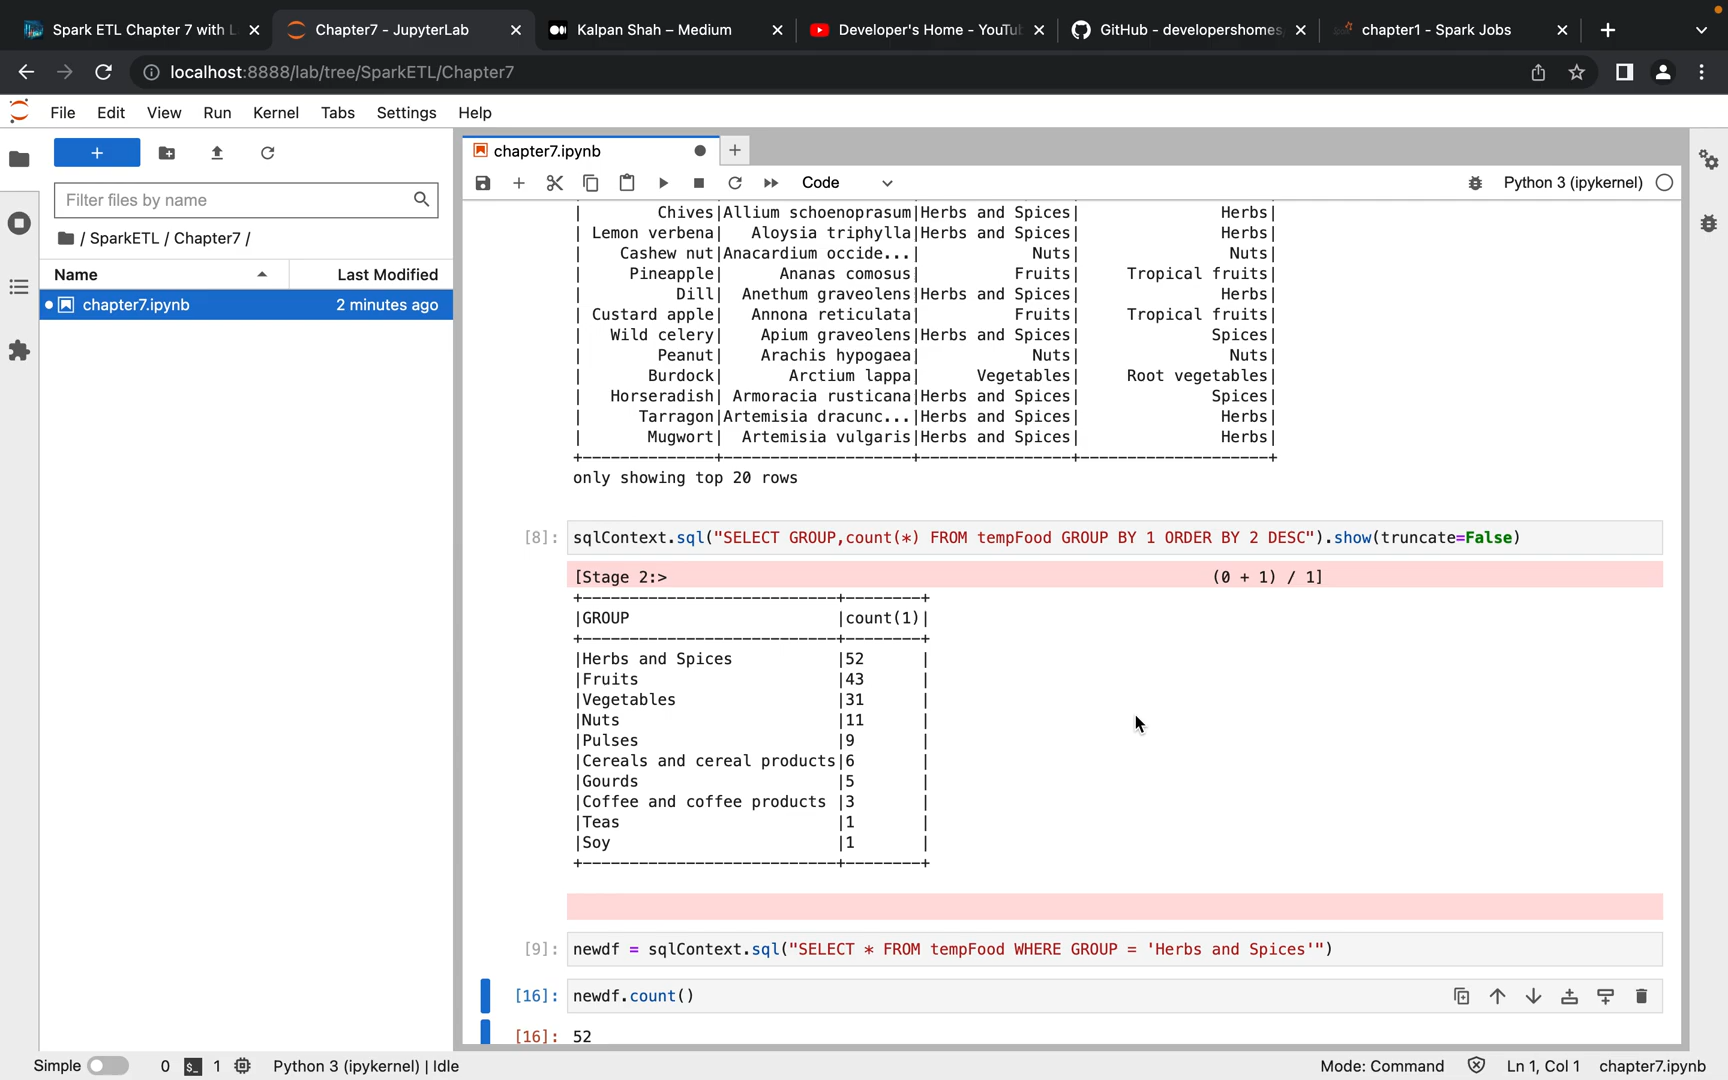 Spark ETL Chapter 7 with L
Chapter7 - JupyterLab
Kalpan Shah – Medium
Developer's Home - YouTu
GitHub - developershomes
chapter1 - Spark Jobs
localhost:8888/lab/tree/SparkETL/Chapter7
File Edit View Run Kernel Tabs Settings Help
Filter files by name
/ SparkETL / Chapter7 /
Name Last Modified
chapter7.ipynb 2 minutes ago
chapter7.ipynb
Code
Python 3 (ipykernel)
| Chives|Allium schoenoprasum|Herbs and Spices| Herbs|
| Lemon verbena| Aloysia triphylla|Herbs and Spices| Herbs|
| Cashew nut|Anacardium occide...| Nuts| Nuts|
| Pineapple| Ananas comosus| Fruits| Tropical fruits|
| Dill| Anethum graveolens|Herbs and Spices| Herbs|
| Custard apple| Annona reticulata| Fruits| Tropical fruits|
| Wild celery| Apium graveolens|Herbs and Spices| Spices|
| Peanut| Arachis hypogaea| Nuts| Nuts|
| Burdock| Arctium lappa| Vegetables| Root vegetables|
| Horseradish| Armoracia rusticana|Herbs and Spices| Spices|
| Tarragon|Artemisia dracunc...|Herbs and Spices| Herbs|
| Mugwort| Artemisia vulgaris|Herbs and Spices| Herbs|
+--------------+--------------------+----------------+--------------------+
only showing top 20 rows
[8]: sqlContext.sql("SELECT GROUP,count(*) FROM tempFood GROUP BY 1 ORDER BY 2 DESC").show(truncate=False)
[Stage 2:> (0 + 1) / 1]
+---------------------------+--------+
|GROUP |count(1)|
+---------------------------+--------+
|Herbs and Spices |52 |
|Fruits |43 |
|Vegetables |31 |
|Nuts |11 |
|Pulses |9 |
|Cereals and cereal products|6 |
|Gourds |5 |
|Coffee and coffee products |3 |
|Teas |1 |
|Soy |1 |
+---------------------------+--------+
[9]: newdf = sqlContext.sql("SELECT * FROM tempFood WHERE GROUP = 'Herbs and Spices'")
[16]: newdf.count()
[16]: 52
Simple 0 $_ 1 Python 3 (ipykernel) | Idle Mode: Command Ln 1, Col 1 chapter7.ipynb